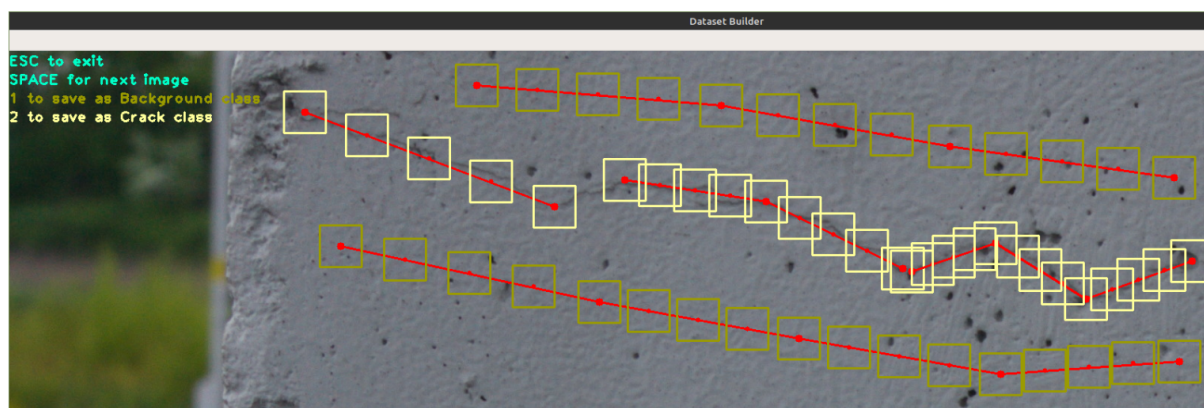 Dataset Builder
ESC to exit
SPACE for next image
1 to save as Background class
2 to save as Crack class